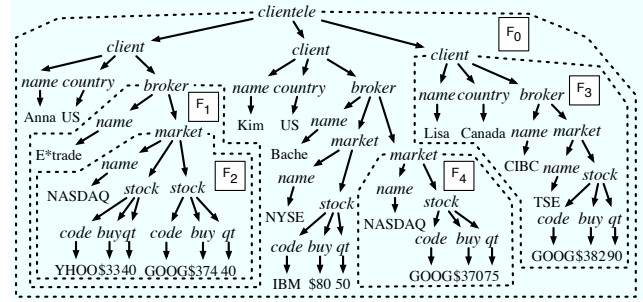 clientele
F0
client client client
name country broker name country broker name country broker F3
Anna US F1 Kim US Lisa Canada
name market name market market name market
E*trade Bache CIBC
name F2 name name F4 name stock
NASDAQ stock stock NYSE stock NASDAQ stock TSE
code buy qt code buy qt code buy qt code buy qt code buy qt
YHOO $33 40 GOOG $374 40 IBM $80 50 GOOG $370 75 GOOG $382 90